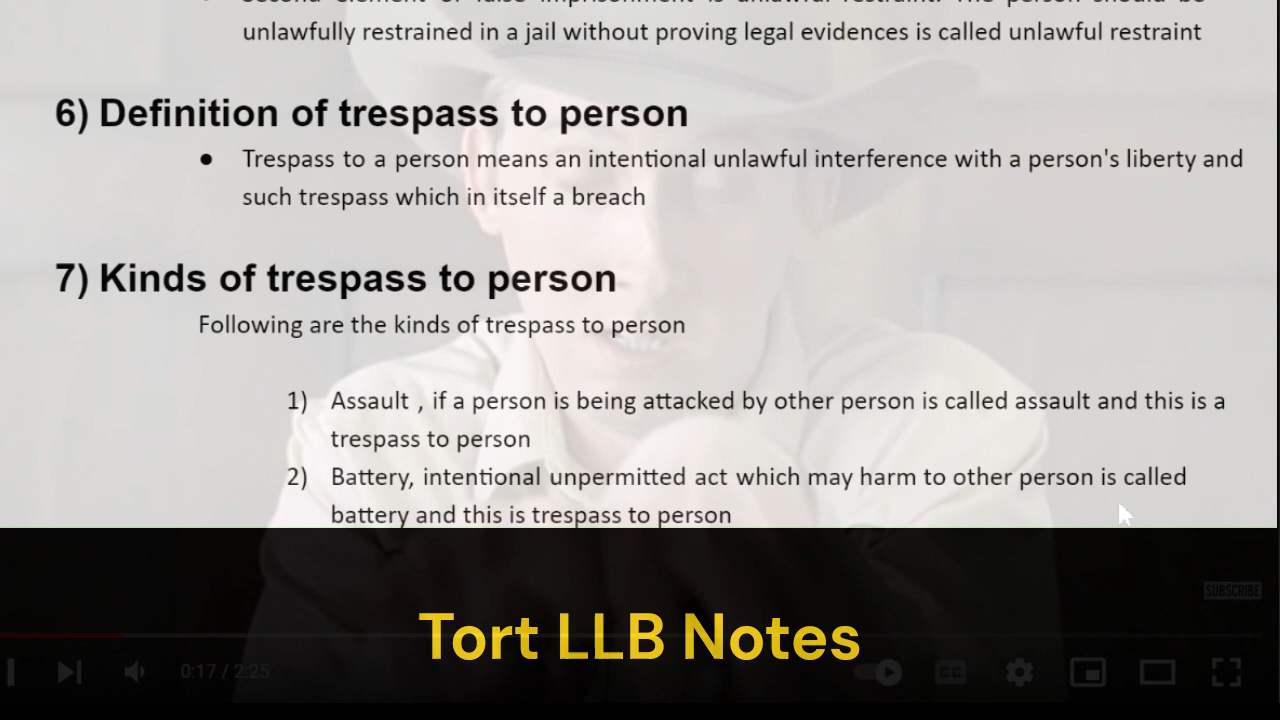 unlawfully restrained in a jail without proving legal evidences is called unlawful restraint
6) Definition of trespass to person
● Trespass to a person means an intentional unlawful interference with a person's liberty and
such trespass which in itself a breach
7) Kinds of trespass to person
Following are the kinds of trespass to person
1) Assault , if a person is being attacked by other person is called assault and this is a
trespass to person
2) Battery, intentional unpermitted act which may harm to other person is called
battery and this is trespass to person
SUBSCRIBE
Tort LLB Notes
0:17 / 2:25
CC